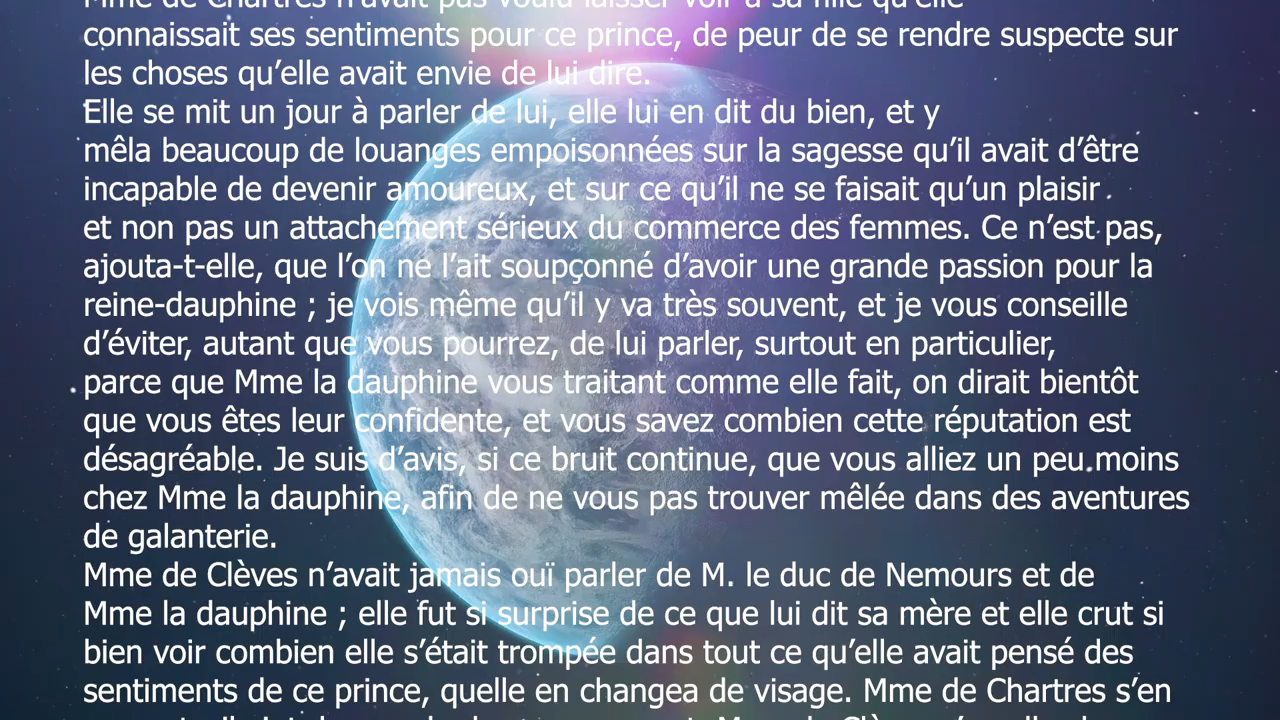 Mme de Chartres n’avait pas voulu laisser voir à sa fille qu’elle
connaissait ses sentiments pour ce prince, de peur de se rendre suspecte sur
les choses qu’elle avait envie de lui dire.
Elle se mit un jour à parler de lui, elle lui en dit du bien, et y
mêla beaucoup de louanges empoisonnées sur la sagesse qu’il avait d’être
incapable de devenir amoureux, et sur ce qu’il ne se faisait qu’un plaisir
et non pas un attachement sérieux du commerce des femmes. Ce n’est pas,
ajouta-t-elle, que l’on ne l’ait soupçonné d’avoir une grande passion pour la
reine-dauphine ; je vois même qu’il y va très souvent, et je vous conseille
d’éviter, autant que vous pourrez, de lui parler, surtout en particulier,
parce que Mme la dauphine vous traitant comme elle fait, on dirait bientôt
que vous êtes leur confidente, et vous savez combien cette réputation est
désagréable. Je suis d’avis, si ce bruit continue, que vous alliez un peu moins
chez Mme la dauphine, afin de ne vous pas trouver mêlée dans des aventures
de galanterie.
Mme de Clèves n’avait jamais ouï parler de M. le duc de Nemours et de
Mme la dauphine ; elle fut si surprise de ce que lui dit sa mère et elle crut si
bien voir combien elle s’était trompée dans tout ce qu’elle avait pensé des
sentiments de ce prince, quelle en changea de visage. Mme de Chartres s’en